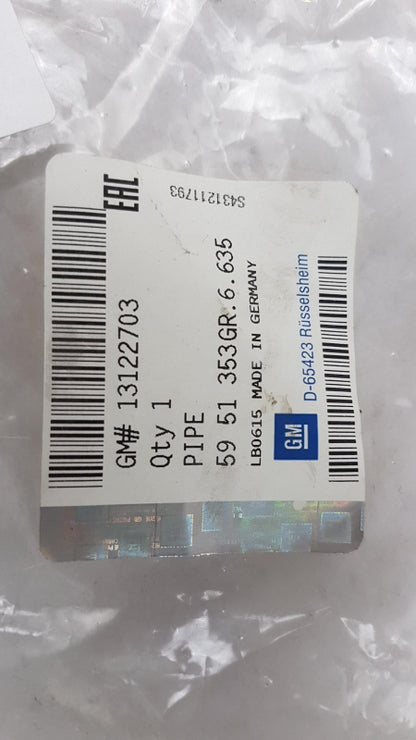 EAC
S431211793
GM# 13122703
Qty 1
PIPE
59 51 353GR.6.635
LB0615 MADE IN GERMANY
GM
D-65423 Rüsselsheim